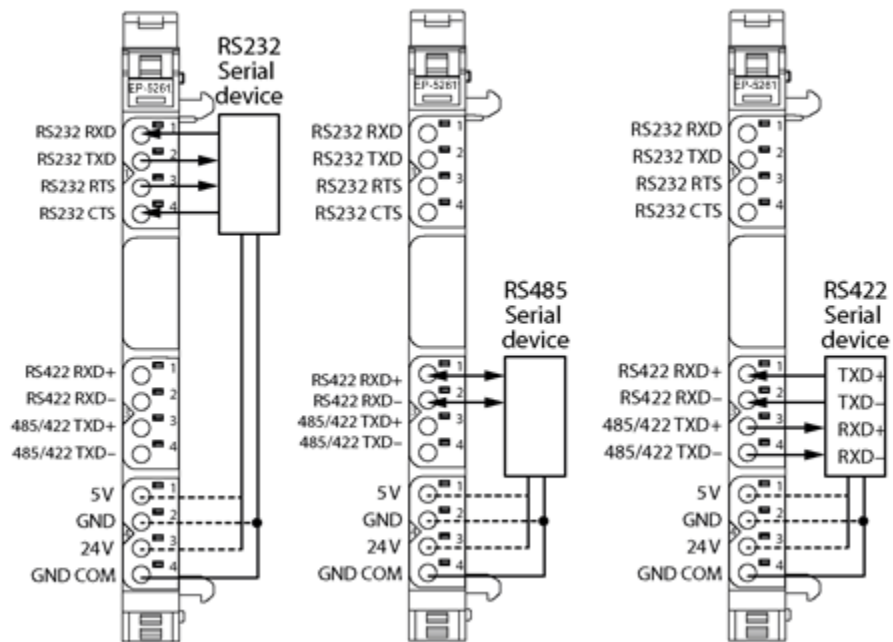 RS232
Serial
device
EP-5261
RS232 RXD 1
RS232 TXD 2
RS232 RTS 3
RS232 CTS 4
RS422 RXD+ 1
RS422 RXD− 2
485/422 TXD+ 3
485/422 TXD− 4
5V 1
GND 2
24V 3
GND COM 4
EP-5261
RS232 RXD 1
RS232 TXD 2
RS232 RTS 3
RS232 CTS 4
RS485
Serial
device
RS422 RXD+ 1
RS422 RXD− 2
485/422 TXD+ 3
485/422 TXD− 4
5V 1
GND 2
24V 3
GND COM 4
EP-5261
RS232 RXD 1
RS232 TXD 2
RS232 RTS 3
RS232 CTS 4
RS422
Serial
device
RS422 RXD+ 1 TXD+
RS422 RXD− 2 TXD−
485/422 TXD+ 3 RXD+
485/422 TXD− 4 RXD−
5V 1
GND 2
24V 3
GND COM 4